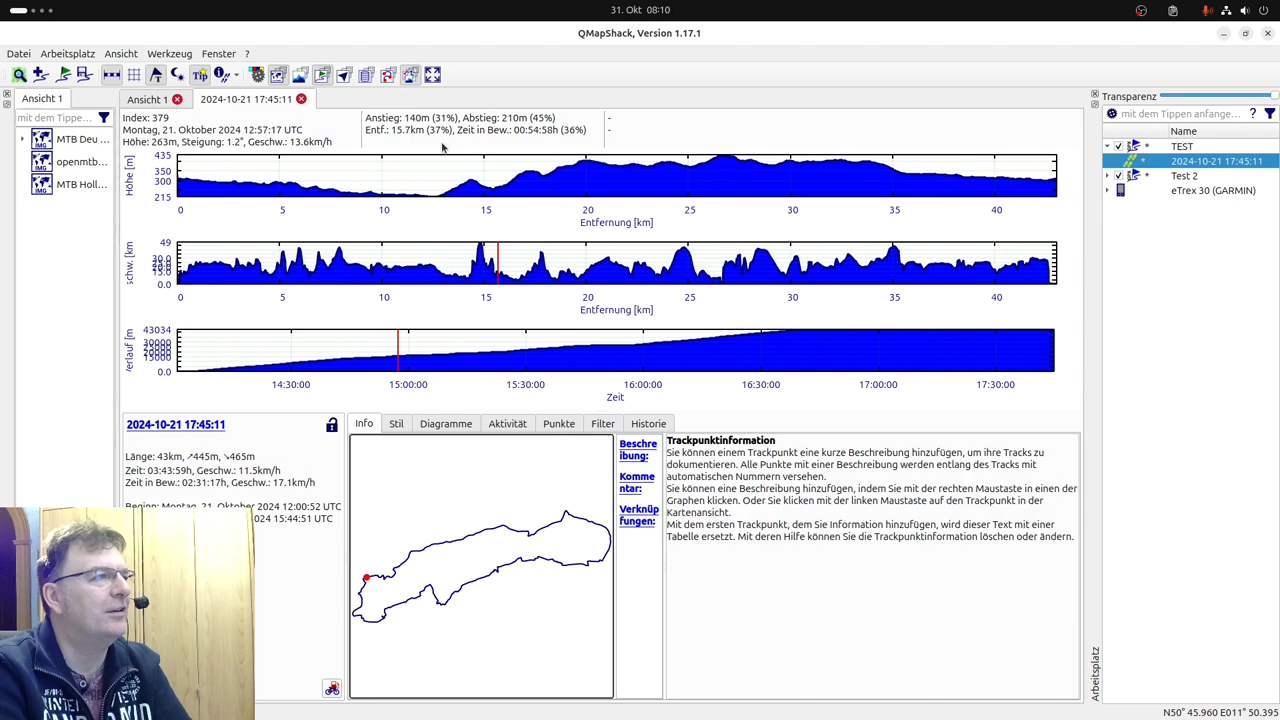 31. Okt 08:10
QMapShack, Version 1.17.1
Datei Arbeitsplatz Ansicht Werkzeug Fenster ?
Ansicht 1
mit dem Tippe...
MTB Deu ...
openmtb...
MTB Holl...
Ansicht 1 2024-10-21 17:45:11
Index: 379
Montag, 21. Oktober 2024 12:57:17 UTC
Höhe: 263m, Steigung: 1.2°, Geschw.: 13.6km/h
Anstieg: 140m (31%), Abstieg: 210m (45%)
Entf.: 15.7km (37%), Zeit in Bew.: 00:54:58h (36%)
-
-
Höhe [m]
435
350
300
215
0 5 10 15 20 25 30 35 40
Entfernung [km]
schw. [km
49
30.0
0.0
0 5 10 15 20 25 30 35 40
Entfernung [km]
/erlauf [m
43034
0.0
14:30:00 15:00:00 15:30:00 16:00:00 16:30:00 17:00:00 17:30:00
Zeit
2024-10-21 17:45:11
Länge: 43km, ↗445m, ↘465m
Zeit: 03:43:59h, Geschw.: 11.5km/h
Zeit in Bew.: 02:31:17h, Geschw.: 17.1km/h
Beginn: Montag, 21. Oktober 2024 12:00:52 UTC
024 15:44:51 UTC
Info Stil Diagramme Aktivität Punkte Filter Historie
Beschre
ibung:
Komme
ntar:
Verknüp
fungen:
Trackpunktinformation
Sie können einem Trackpunkt eine kurze Beschreibung hinzufügen, um ihre Tracks zu
dokumentieren. Alle Punkte mit einer Beschreibung werden entlang des Tracks mit
automatischen Nummern versehen.
Sie können eine Beschreibung hinzufügen, indem Sie mit der rechten Maustaste in einen der
Graphen klicken. Oder Sie klicken mit der linken Maustaste auf den Trackpunkt in der
Kartenansicht.
Mit dem ersten Trackpunkt, dem Sie Information hinzufügen, wird dieser Text mit einer
Tabelle ersetzt. Mit deren Hilfe können Sie die Trackpunktinformation löschen oder ändern.
Transparenz
mit dem Tippen anfange...
?
Name
* TEST
* 2024-10-21 17:45:11
* Test 2
eTrex 30 (GARMIN)
Arbeitsplatz
N50° 45.960 E011° 50.395